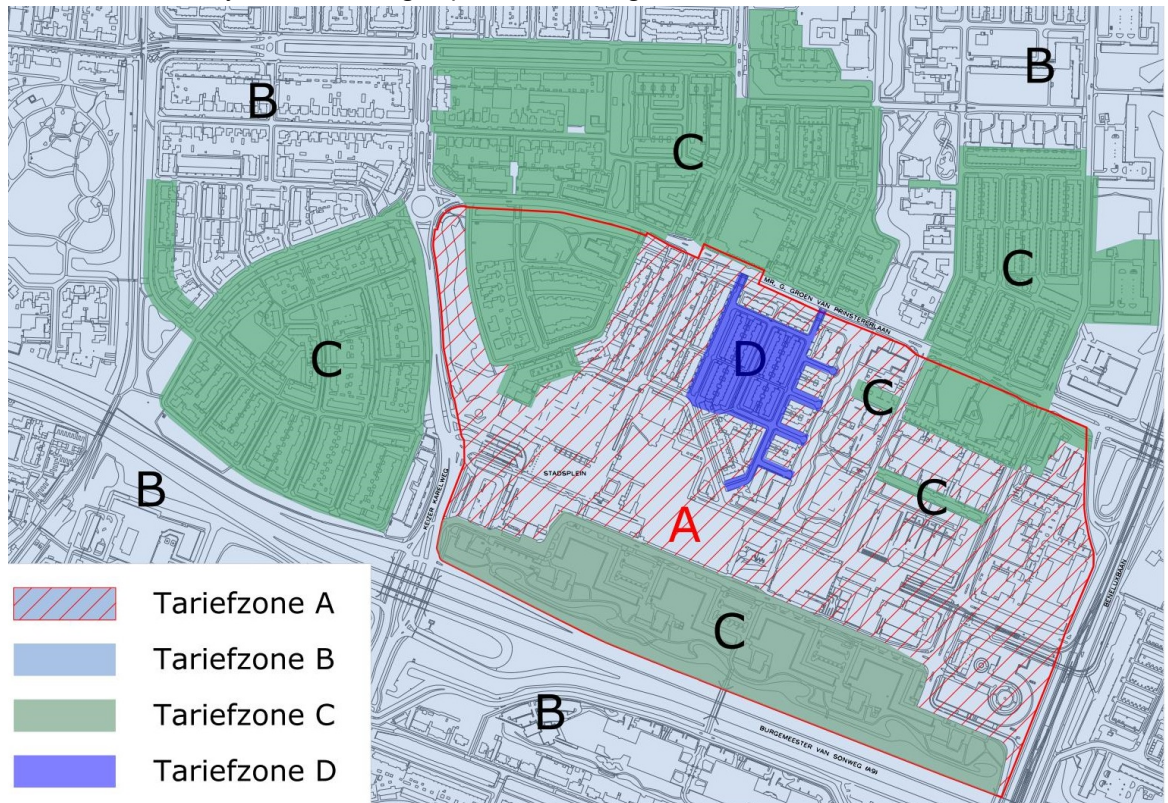 B
B
C
C
C
MR. G. GROEN VAN PRINSTERERLAAN
D
C
C
B
STADSPLEIN
KEIZER KARELWEG
A
BENELUXBAAN
C
B
BURGEMEESTER VAN SONWEG (A9)
Tariefzone A
Tariefzone B
Tariefzone C
Tariefzone D